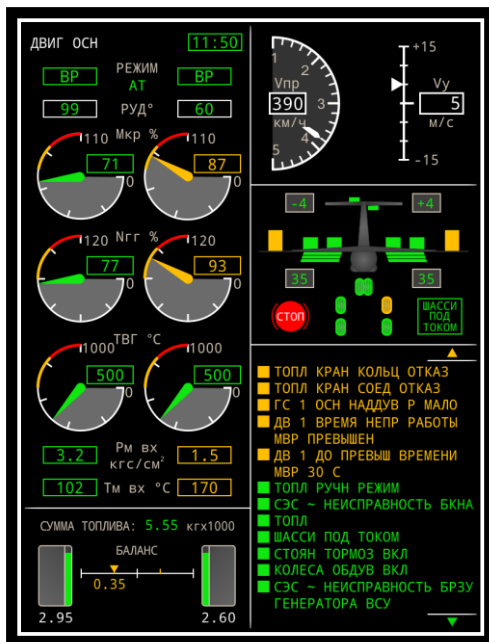 ДВИГ ОСН 11:50
ВР РЕЖИМ ВР
АТ
99 РУД° 60
110 Мкр % 110
71 87
0 0
120 Nгг % 120
77 93
0 0
1000 ТВГ °С 1000
500 500
3.2 Рм вх 1.5
кгс/см²
102 Тм вх °С 170
СУММА ТОПЛИВА: 5.55 кгх1000
БАЛАНС
0.35
2.95 2.60
1
2
Vпр
390 3
км/ч
4
5
+15
Vу
5
м/с
-15
-4 +4
35 35
СТОП
ШАССИ
ПОД
ТОКОМ
ТОПЛ КРАН КОЛЬЦ ОТКАЗ
ТОПЛ КРАН СОЕД ОТКАЗ
ГС 1 ОСН НАДДУВ Р МАЛО
ДВ 1 ВРЕМЯ НЕПР РАБОТЫ
МВР ПРЕВЫШЕН
ДВ 1 ДО ПРЕВЫШ ВРЕМЕНИ
МВР 30 С
ТОПЛ РУЧН РЕЖИМ
СЭС ~ НЕИСПРАВНОСТЬ БКНА
ТОПЛ
ШАССИ ПОД ТОКОМ
СТОЯН ТОРМОЗ ВКЛ
КОЛЕСА ОБДУВ ВКЛ
СЭС ~ НЕИСПРАВНОСТЬ БРЗУ
ГЕНЕРАТОРА ВСУ